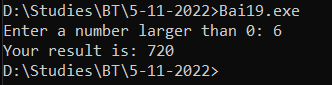 D:\Studies\BT\5-11-2022>Bai19.exe
Enter a number larger than 0: 6
Your result is: 720
D:\Studies\BT\5-11-2022>